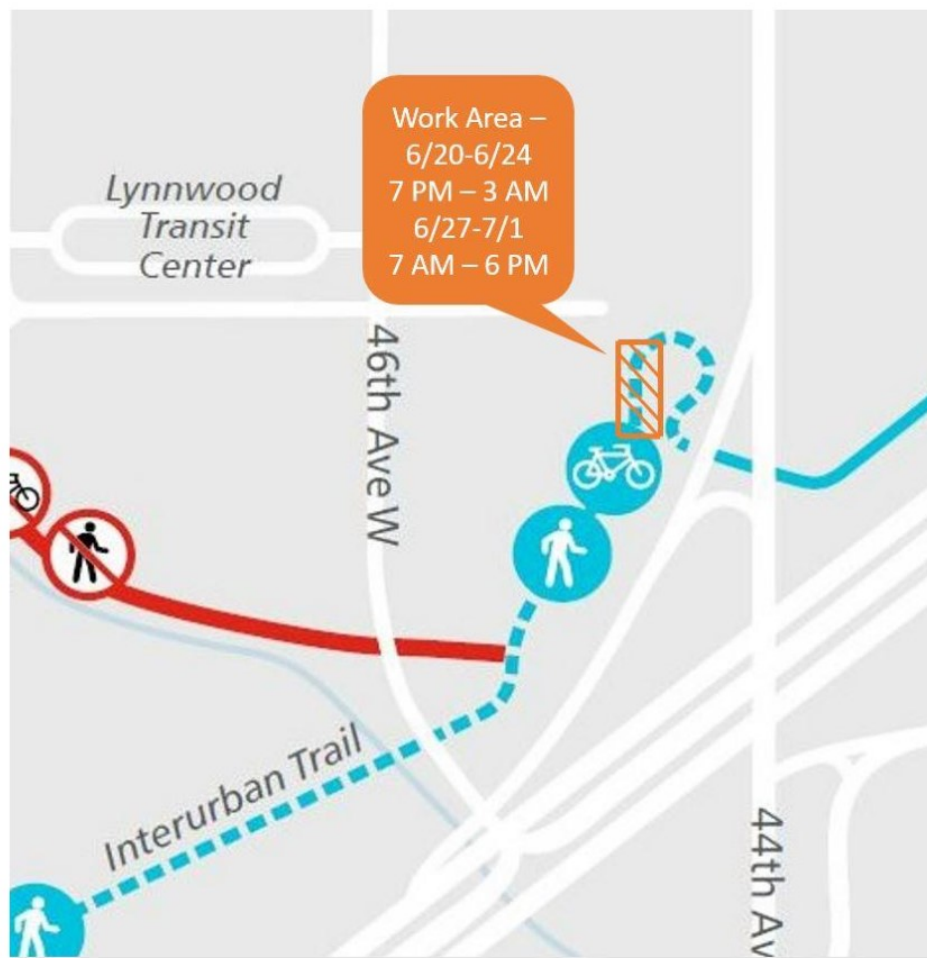 Work Area –
6/20-6/24
7 PM – 3 AM
6/27-7/1
7 AM – 6 PM
Lynnwood
Transit
Center
46th Ave W
Interurban Trail
44th Av